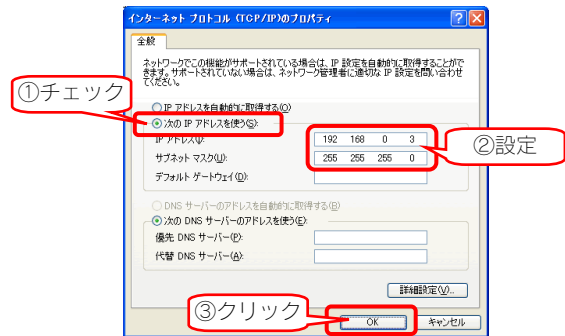 インターネット プロトコル (TCP/IP)のプロパティ
全般
ネットワークでこの機能がサポートされている場合は、IP 設定を自動的に取得することがで
きます。サポートされていない場合は、ネットワーク管理者に適切な IP 設定を問い合わせ
てください。
①チェック
IP アドレスを自動的に取得する(O)
次の IP アドレスを使う(S):
IP アドレス(I):
192 168 0 3
②設定
サブネット マスク(U):
255 255 255 0
デフォルト ゲートウェイ(D):
DNS サーバーのアドレスを自動的に取得する(B)
次の DNS サーバーのアドレスを使う(E):
優先 DNS サーバー(P):
代替 DNS サーバー(A):
詳細設定(V)...
③クリック
OK
キャンセル